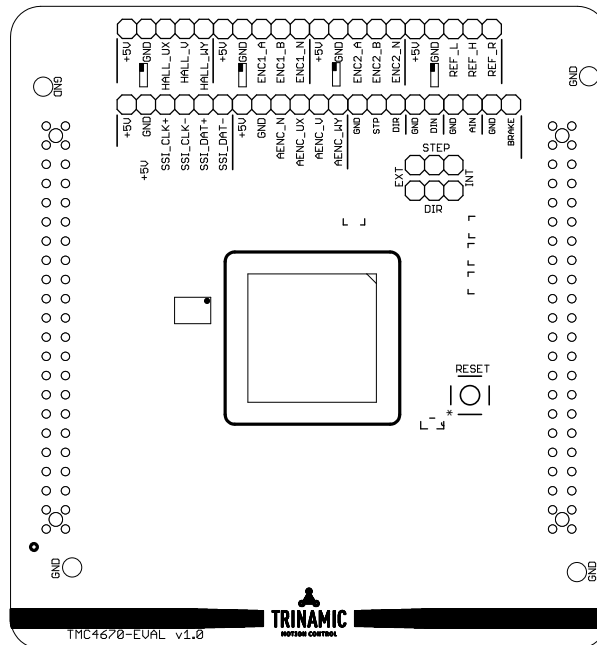 +5V
GND
HALL_UX
HALL_V
HALL_WY
+5V
GND
ENC1_A
ENC1_B
ENC1_N
+5V
GND
ENC2_A
ENC2_B
ENC2_N
+5V
GND
REF_L
REF_H
REF_R
GND
GND
+5V
GND
+5V
SSI_CLK+
SSI_CLK-
SSI_DAT+
SSI_DAT-
+5V
GND
AENC_N
AENC_UX
AENC_V
AENC_WY
GND
STP
DIR
GND
DIN
GND
AIN
GND
BRAKE
STEP
EXT
INT
DIR
RESET
*
GND
GND
TRINAMIC
MOTION CONTROL
TMC4670-EVAL v1.0